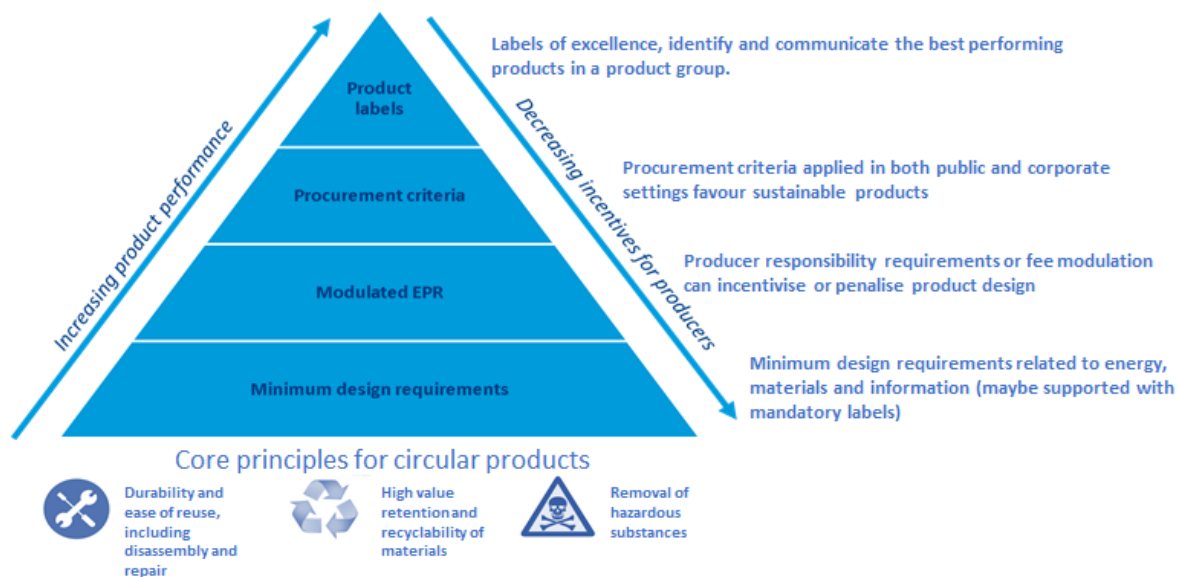 Labels of excellence, identify and communicate the best performing
products in a product group.
Product
labels
Increasing product performance
Decreasing incentives for producers
Procurement criteria
Procurement criteria applied in both public and corporate
settings favour sustainable products
Modulated EPR
Producer responsibility requirements or fee modulation
can incentivise or penalise product design
Minimum design requirements
Minimum design requirements related to energy,
materials and information (maybe supported with
mandatory labels)
Core principles for circular products
Durability and
ease of reuse,
including
disassembly and
repair
High value
retention and
recyclability of
materials
Removal of
hazardous
substances